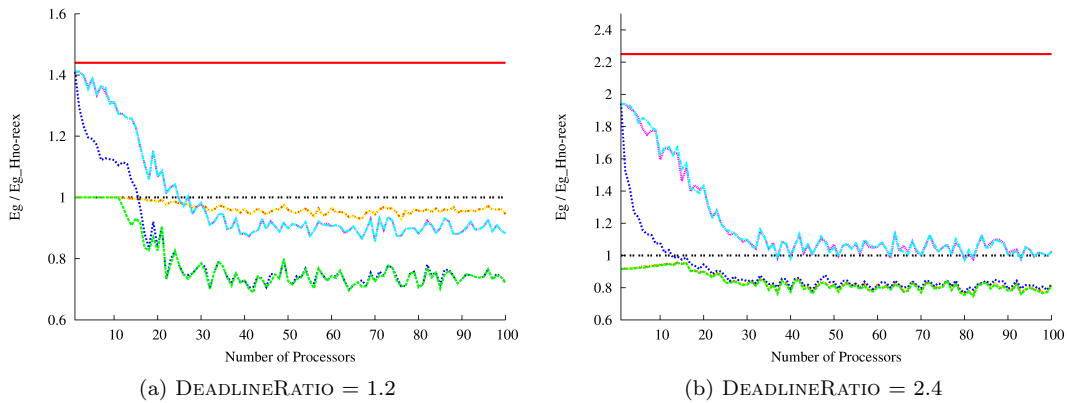 1.6
1.4
1.2
1
0.8
0.6
Eg / Eg_Hno-reex
10 20 30 40 50 60 70 80 90 100
Number of Processors
(a) DEADLINERATIO = 1.2
2.4
2.2
2
1.8
1.6
1.4
1.2
1
0.8
0.6
Eg / Eg_Hno-reex
10 20 30 40 50 60 70 80 90 100
Number of Processors
(b) DEADLINERATIO = 2.4